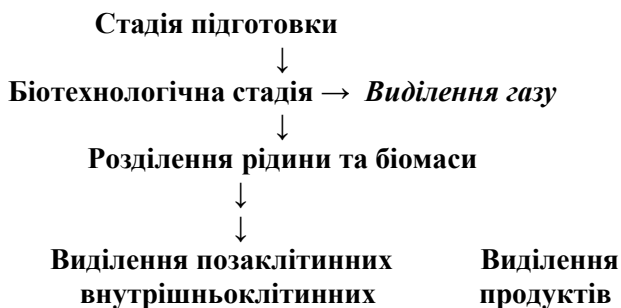 Стадія підготовки
↓
Біотехнологічна стадія → Виділення газу
↓
Розділення рідини та біомаси
↓
↓
Виділення позаклітинних Виділення
внутрішньоклітинних продуктів